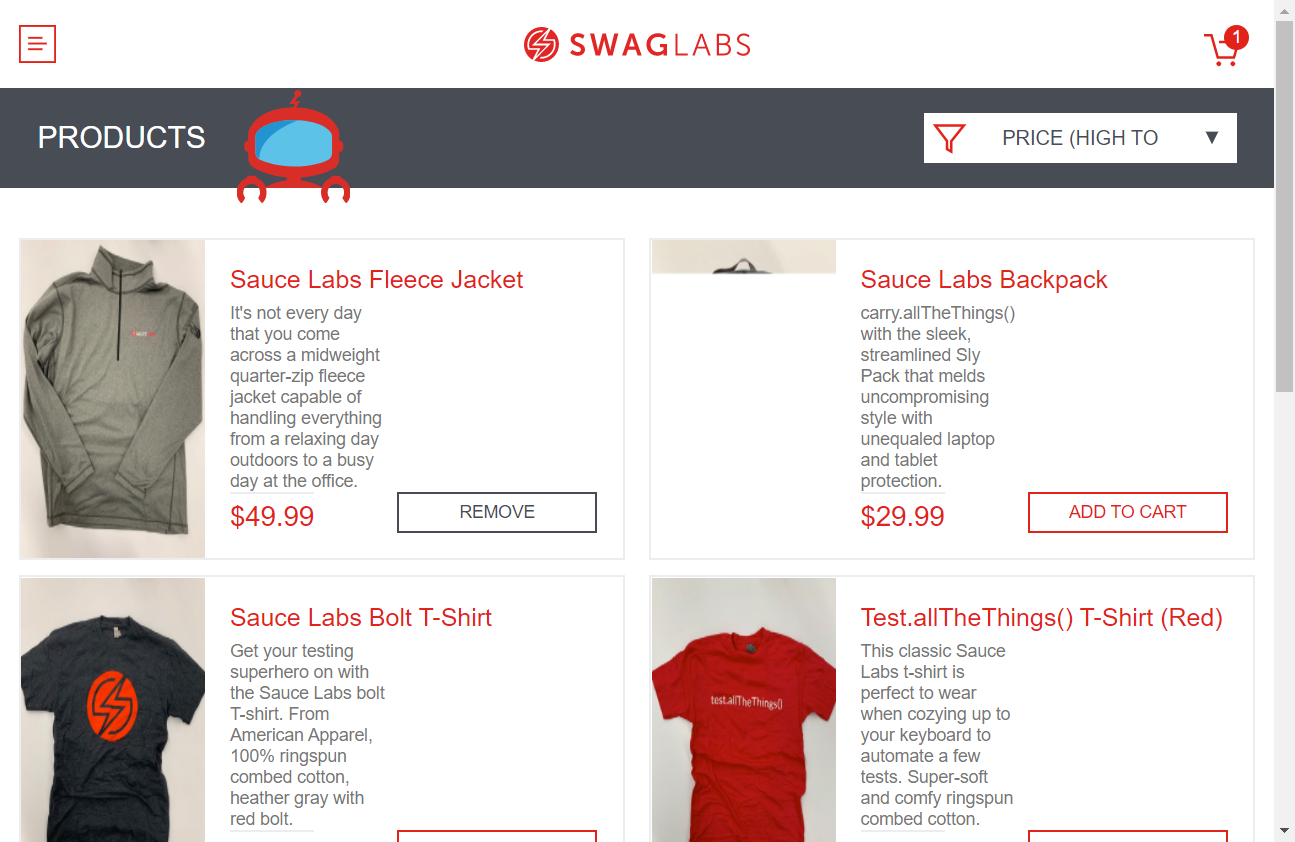 SWAGLABS
1
PRODUCTS
PRICE (HIGH TO
Sauce Labs Fleece Jacket
It's not every day
that you come
across a midweight
quarter-zip fleece
jacket capable of
handling everything
from a relaxing day
outdoors to a busy
day at the office.
$49.99
REMOVE
Sauce Labs Backpack
carry.allTheThings()
with the sleek,
streamlined Sly
Pack that melds
uncompromising
style with
unequaled laptop
and tablet
protection.
$29.99
ADD TO CART
Sauce Labs Bolt T-Shirt
Get your testing
superhero on with
the Sauce Labs bolt
T-shirt. From
American Apparel,
100% ringspun
combed cotton,
heather gray with
red bolt.
test.allTheThings()
Test.allTheThings() T-Shirt (Red)
This classic Sauce
Labs t-shirt is
perfect to wear
when cozying up to
your keyboard to
automate a few
tests. Super-soft
and comfy ringspun
combed cotton.